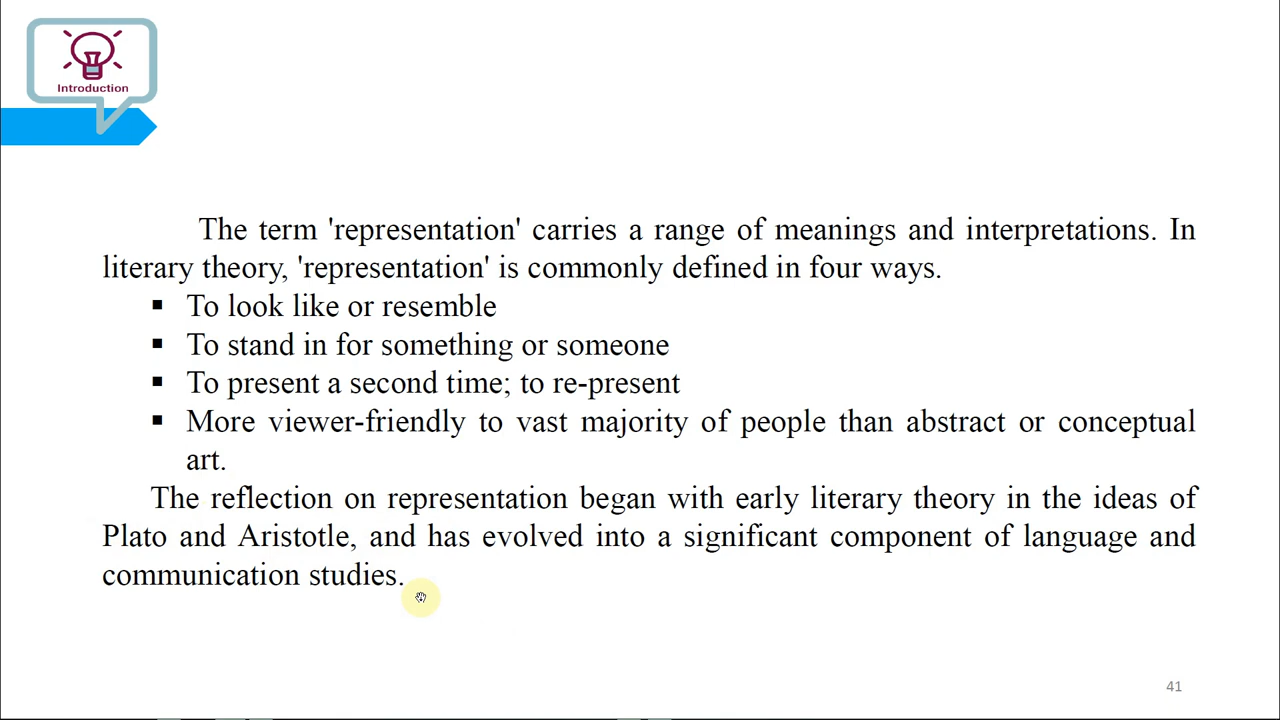 Introduction
The term 'representation' carries a range of meanings and interpretations. In
literary theory, 'representation' is commonly defined in four ways.
▪ To look like or resemble
▪ To stand in for something or someone
▪ To present a second time; to re-present
▪ More viewer-friendly to vast majority of people than abstract or conceptual
art.
The reflection on representation began with early literary theory in the ideas of
Plato and Aristotle, and has evolved into a significant component of language and
communication studies.
41